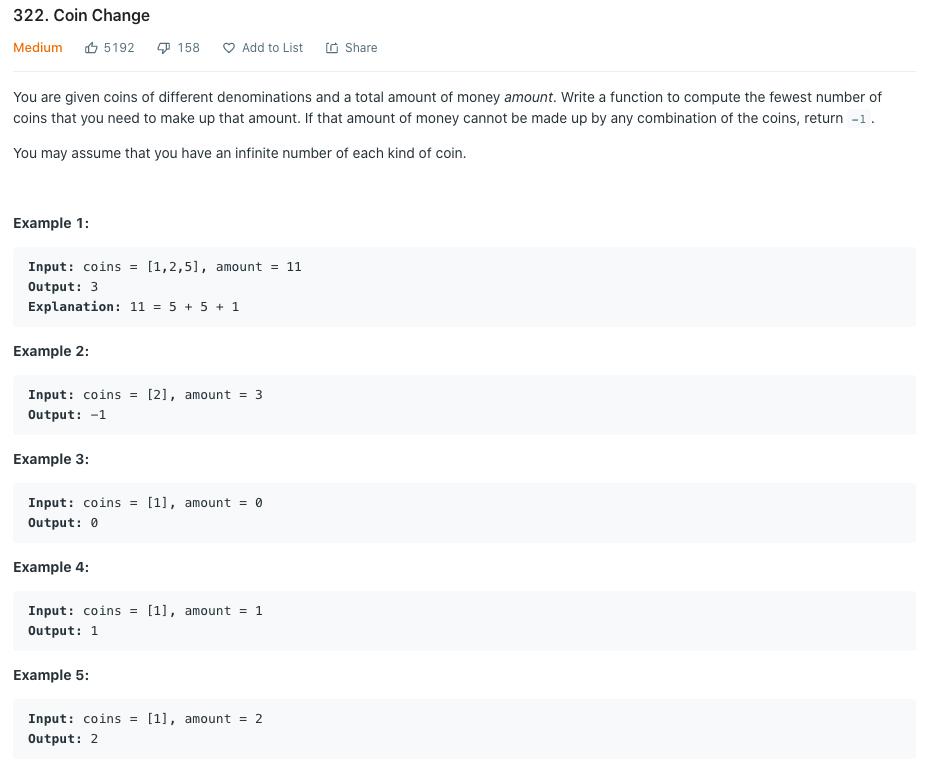 322. Coin Change
Medium 5192 158 Add to List Share
You are given coins of different denominations and a total amount of money amount. Write a function to compute the fewest number of
coins that you need to make up that amount. If that amount of money cannot be made up by any combination of the coins, return -1 .
You may assume that you have an infinite number of each kind of coin.
Example 1:
Input: coins = [1,2,5], amount = 11
Output: 3
Explanation: 11 = 5 + 5 + 1
Example 2:
Input: coins = [2], amount = 3
Output: -1
Example 3:
Input: coins = [1], amount = 0
Output: 0
Example 4:
Input: coins = [1], amount = 1
Output: 1
Example 5:
Input: coins = [1], amount = 2
Output: 2